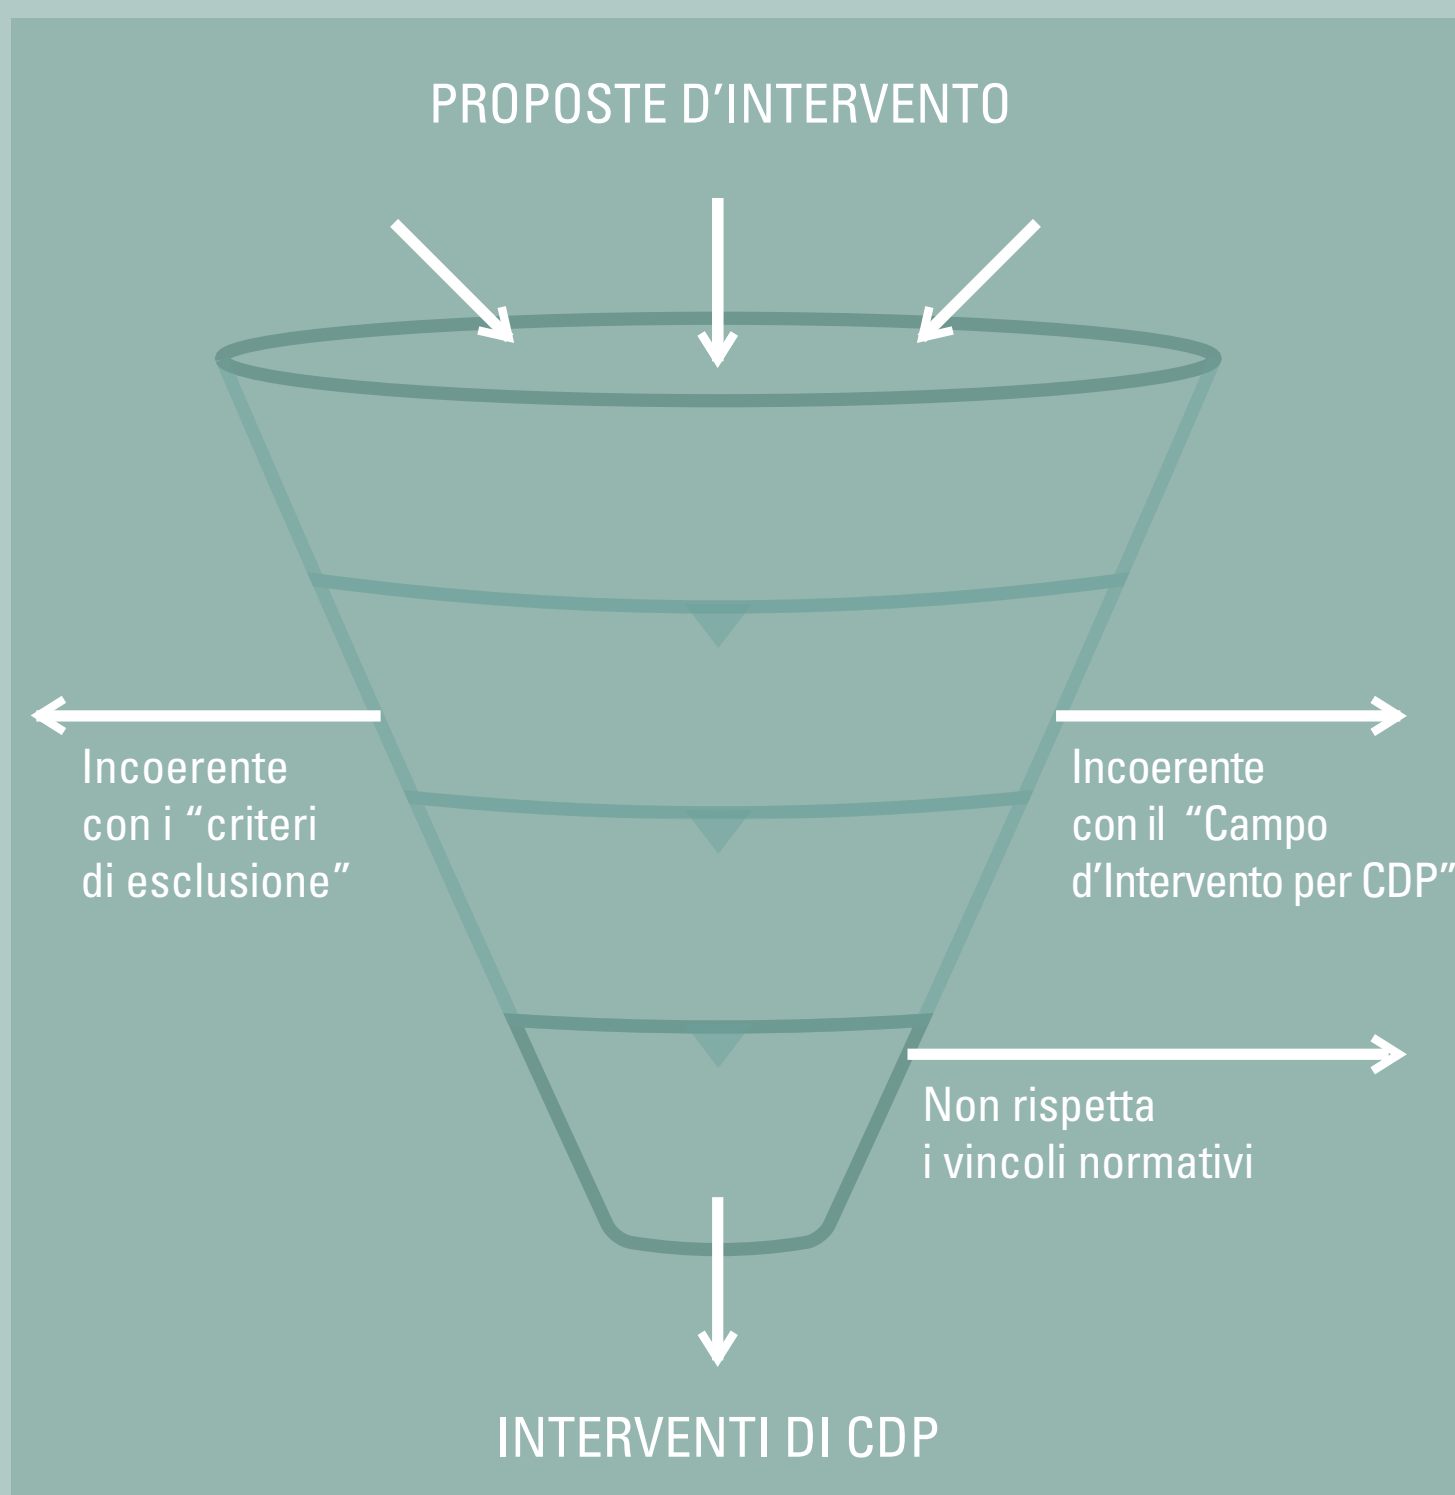 PROPOSTE D’INTERVENTO
Incoerente
con i “criteri
di esclusione”
Incoerente
con il “Campo
d’Intervento per CDP”
Non rispetta
i vincoli normativi
INTERVENTI DI CDP